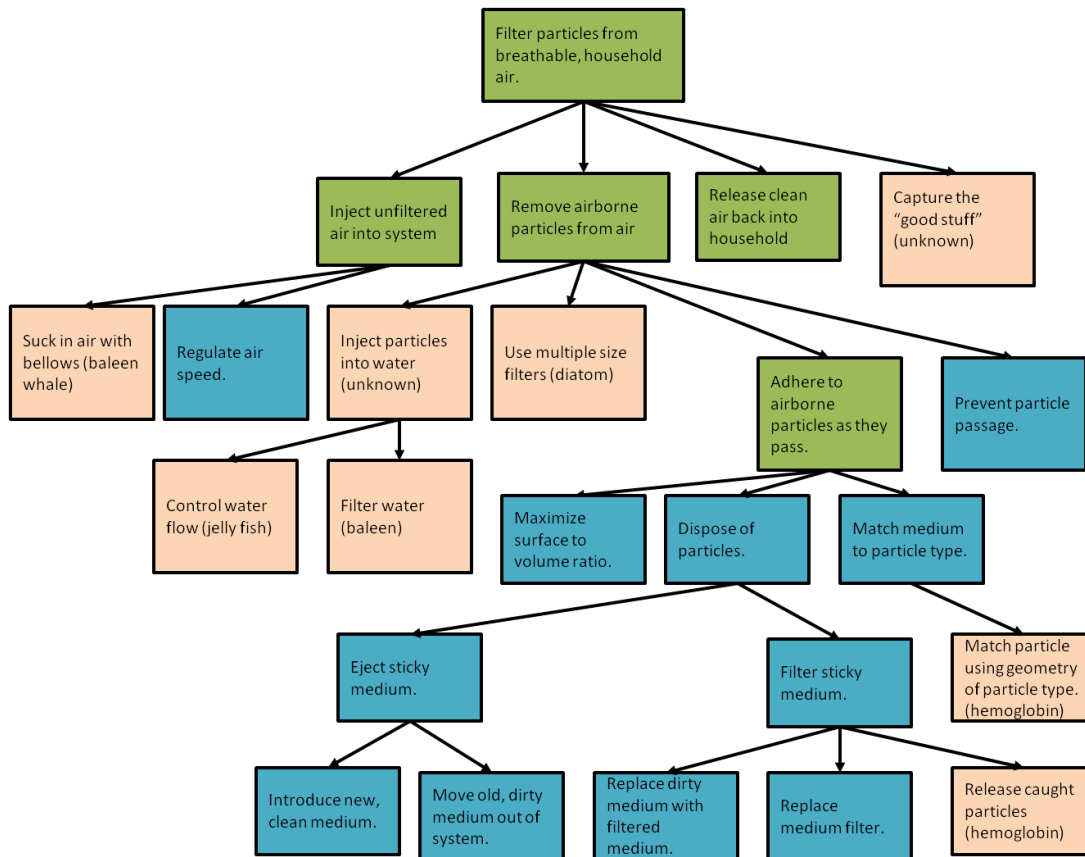 Filter particles from
breathable, household
air.
Inject unfiltered
air into system
Remove airborne
particles from air
Release clean
air back into
household
Capture the
“good stuff”
(unknown)
Suck in air with
bellows (baleen
whale)
Regulate air
speed.
Inject particles
into water
(unknown)
Use multiple size
filters (diatom)
Adhere to
airborne
particles as they
pass.
Prevent particle
passage.
Control water
flow (jelly fish)
Filter water
(baleen)
Maximize
surface to
volume ratio.
Dispose of
particles.
Match medium
to particle type.
Eject sticky
medium.
Filter sticky
medium.
Match particle
using geometry
of particle type.
(hemoglobin)
Introduce new,
clean medium.
Move old, dirty
medium out of
system.
Replace dirty
medium with
filtered
medium.
Replace
medium filter.
Release caught
particles
(hemoglobin)